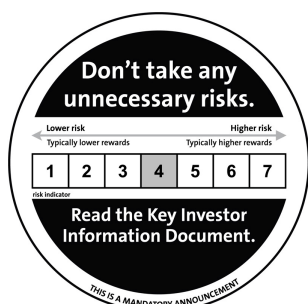 Don't take any
unnecessary risks.
Lower risk Higher risk
Typically lower rewards Typically higher rewards
1 2 3 4 5 6 7
risk indicator
Read the Key Investor
Information Document.
THIS IS A MANDATORY ANNOUNCEMENT